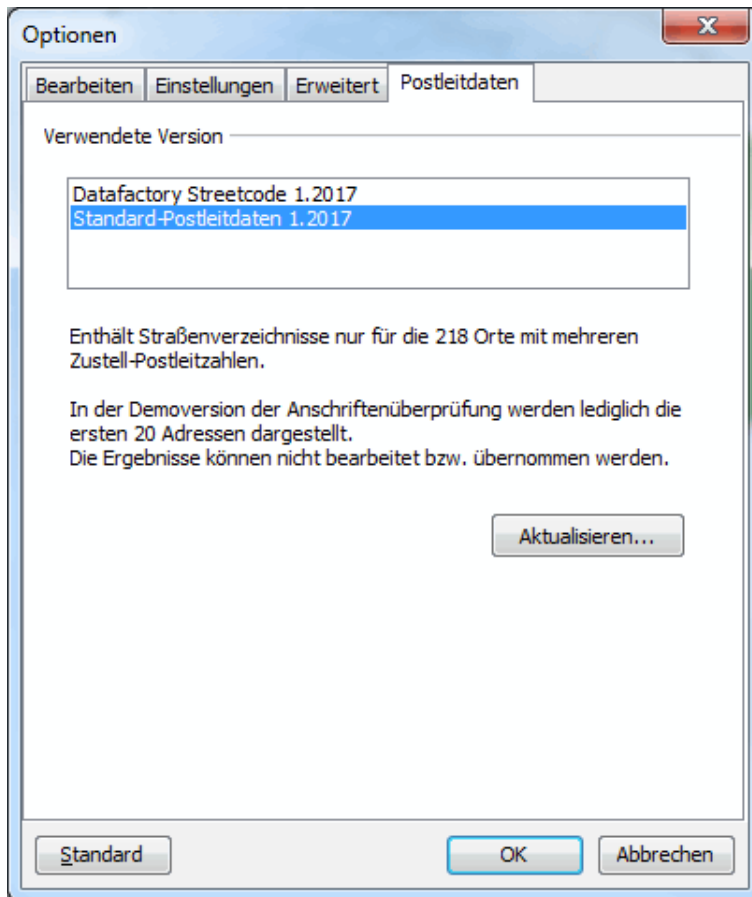 Optionen
Bearbeiten Einstellungen Erweitert Postleitdaten
Verwendete Version
Datafactory Streetcode 1.2017
Standard-Postleitdaten 1.2017
Enthält Straßenverzeichnisse nur für die 218 Orte mit mehreren
Zustell-Postleitzahlen.
In der Demoversion der Anschriftenüberprüfung werden lediglich die
ersten 20 Adressen dargestellt.
Die Ergebnisse können nicht bearbeitet bzw. übernommen werden.
Aktualisieren...
Standard OK Abbrechen